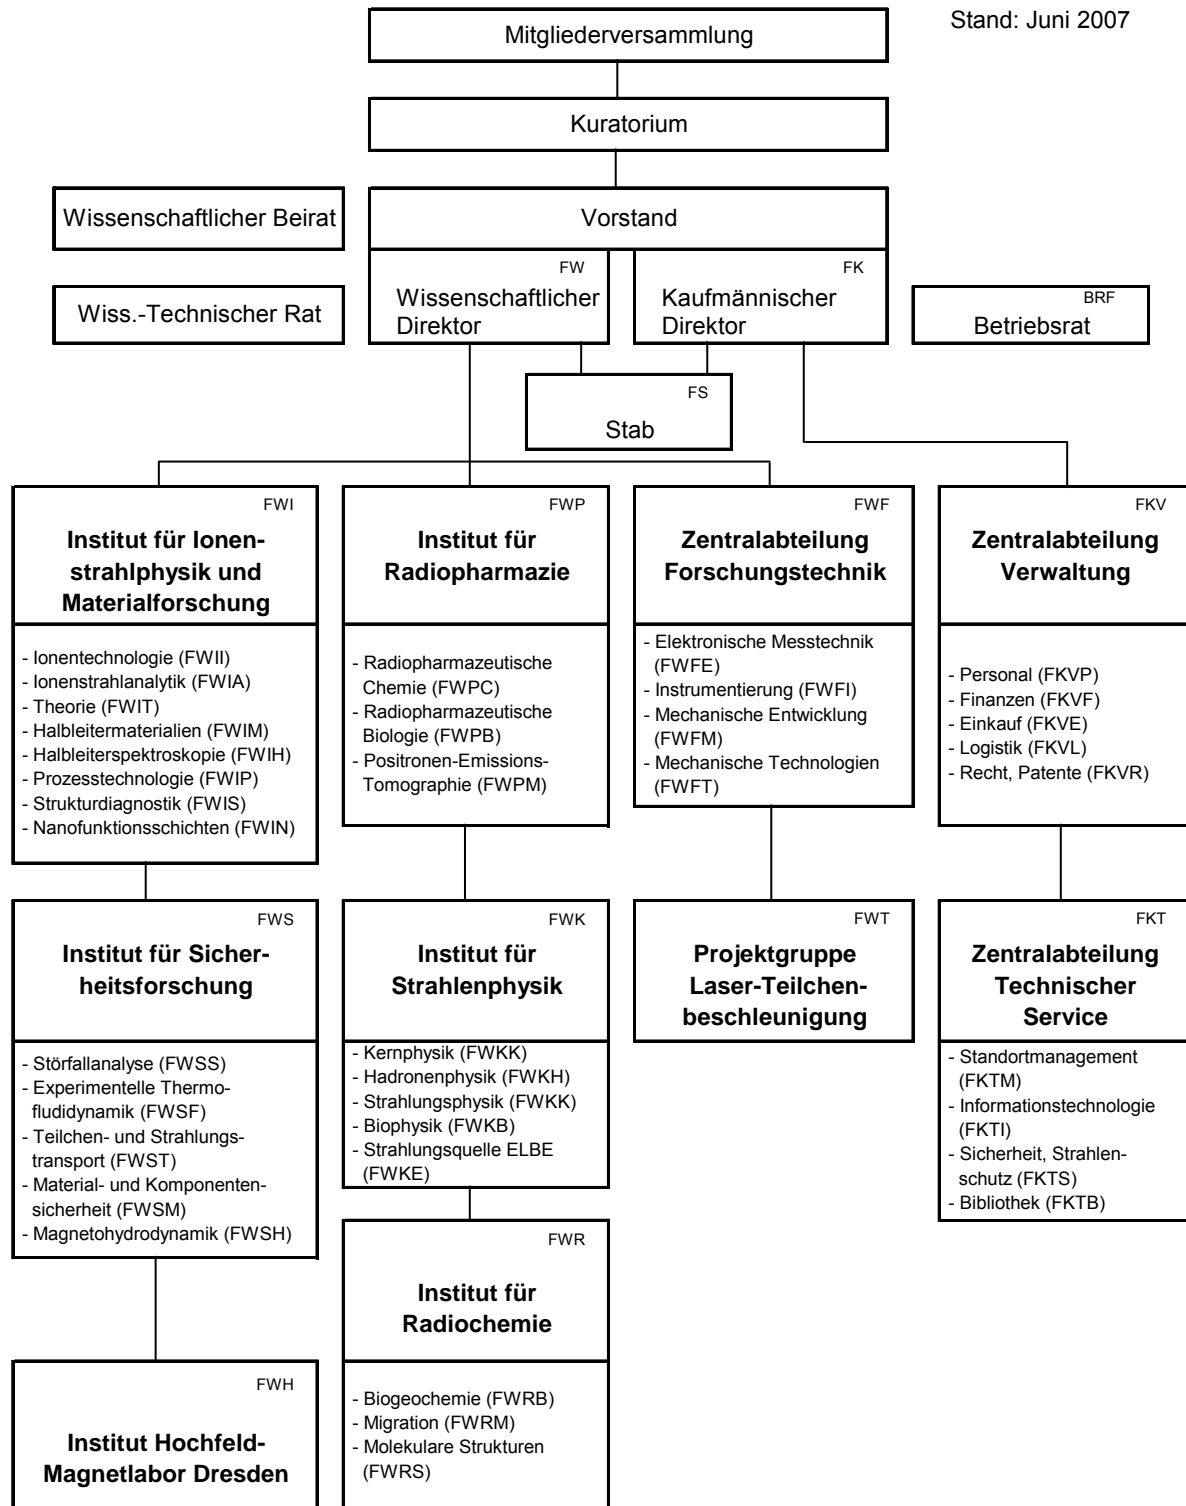 Stand: Juni 2007
Mitgliederversammlung
Kuratorium
Wissenschaftlicher Beirat
Vorstand
Wiss.-Technischer Rat
FW
Wissenschaftlicher
Direktor
FK
Kaufmännischer
Direktor
BRF
Betriebsrat
FS
Stab
FWI
Institut für Ionen-
strahlphysik und
Materialforschung
- Ionentechnologie (FWII)
- Ionenstrahlanalytik (FWIA)
- Theorie (FWIT)
- Halbleitermaterialien (FWIM)
- Halbleiterspektroskopie (FWIH)
- Prozesstechnologie (FWIP)
- Strukturdiagnostik (FWIS)
- Nanofunktionsschichten (FWIN)
FWP
Institut für
Radiopharmazie
- Radiopharmazeutische
Chemie (FWPC)
- Radiopharmazeutische
Biologie (FWPB)
- Positronen-Emissions-
Tomographie (FWPM)
FWF
Zentralabteilung
Forschungstechnik
- Elektronische Messtechnik
(FWFE)
- Instrumentierung (FWFI)
- Mechanische Entwicklung
(FWFM)
- Mechanische Technologien
(FWFT)
FKV
Zentralabteilung
Verwaltung
- Personal (FKVP)
- Finanzen (FKVF)
- Einkauf (FKVE)
- Logistik (FKVL)
- Recht, Patente (FKVR)
FWS
Institut für Sicher-
heitsforschung
- Störfallanalyse (FWSS)
- Experimentelle Thermo-
fludidynamik (FWSF)
- Teilchen- und Strahlungs-
transport (FWST)
- Material- und Komponenten-
sicherheit (FWSM)
- Magnetohydrodynamik (FWSH)
FWK
Institut für
Strahlenphysik
- Kernphysik (FWKK)
- Hadronenphysik (FWKH)
- Strahlungsphysik (FWKK)
- Biophysik (FWKB)
- Strahlungsquelle ELBE
(FWKE)
FWT
Projektgruppe
Laser-Teilchen-
beschleunigung
FKT
Zentralabteilung
Technischer
Service
- Standortmanagement
(FKTM)
- Informationstechnologie
(FKTI)
- Sicherheit, Strahlen-
schutz (FKTS)
- Bibliothek (FKTB)
FWH
Institut Hochfeld-
Magnetlabor Dresden
FWR
Institut für
Radiochemie
- Biogeochemie (FWRB)
- Migration (FWRM)
- Molekulare Strukturen
(FWRS)